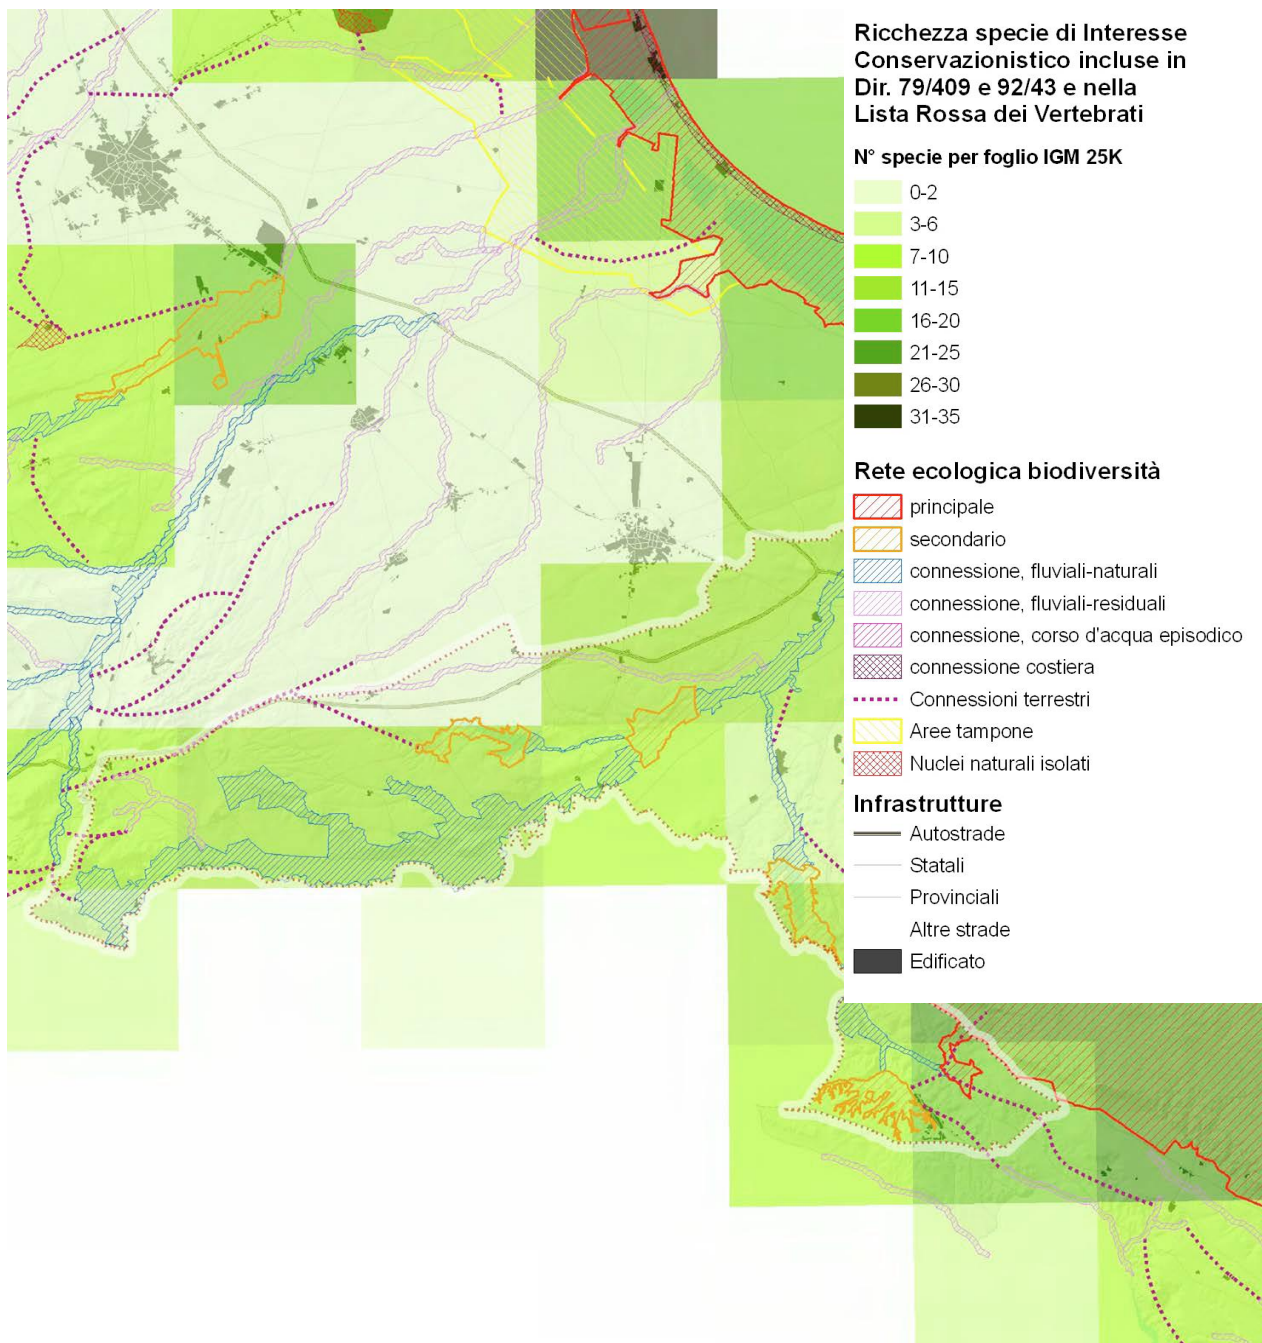 Ricchezza specie di Interesse
Conservazionistico incluse in
Dir. 79/409 e 92/43 e nella
Lista Rossa dei Vertebrati
N° specie per foglio IGM 25K
0-2
3-6
7-10
11-15
16-20
21-25
26-30
31-35
Rete ecologica biodiversità
principale
secondario
connessione, fluviali-naturali
connessione, fluviali-residuali
connessione, corso d'acqua episodico
connessione costiera
Connessioni terrestri
Aree tampone
Nuclei naturali isolati
Infrastrutture
Autostrade
Statali
Provinciali
Altre strade
Edificato